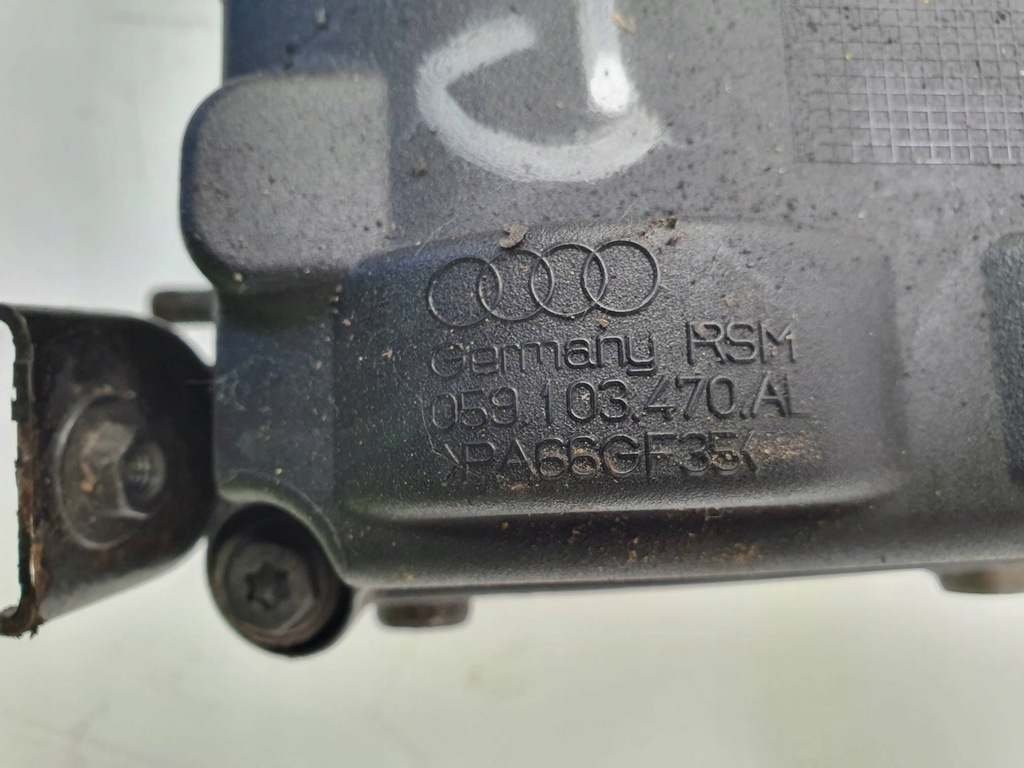 Germany RSM
059.103.470.AL
>PA66GF35<